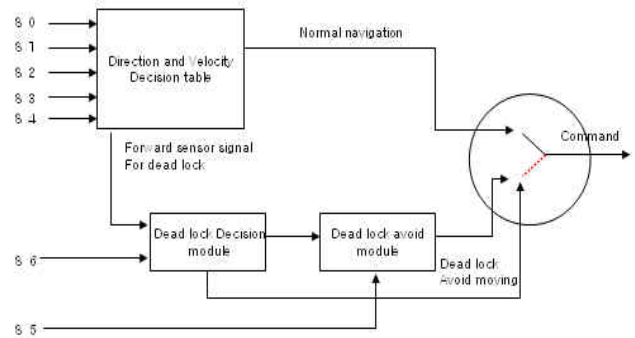 S 0
S 1
S 2
S 3
S 4
Direction and Velocity
Decision table
Normal navigation
Command
Forward sensor signal
For dead lock
Dead lock Decision
module
Dead lock avoid
module
Dead lock
Avoid moving
S 6
S 5